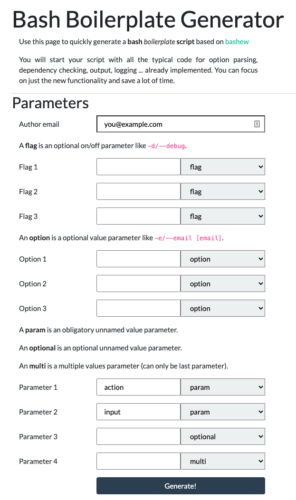 Bash Boilerplate Generator
Use this page to quickly generate a bash boilerplate script based on bashew
You will start your script with all the typical code for option parsing,
dependency checking, output, logging ... already implemented. You can focus
on just the new functionality and save a lot of time.
Parameters
Author email you@example.com
A flag is an optional on/off parameter like -d/--debug.
Flag 1 flag
Flag 2 flag
Flag 3 flag
An option is a optional value parameter like -e/--email [email].
Option 1 option
Option 2 option
Option 3 option
A param is an obligatory unnamed value parameter.
An optional is an optional unnamed value parameter.
An multi is a multiple values parameter (can only be last parameter).
Parameter 1 action param
Parameter 2 input param
Parameter 3 optional
Parameter 4 multi
Generate!